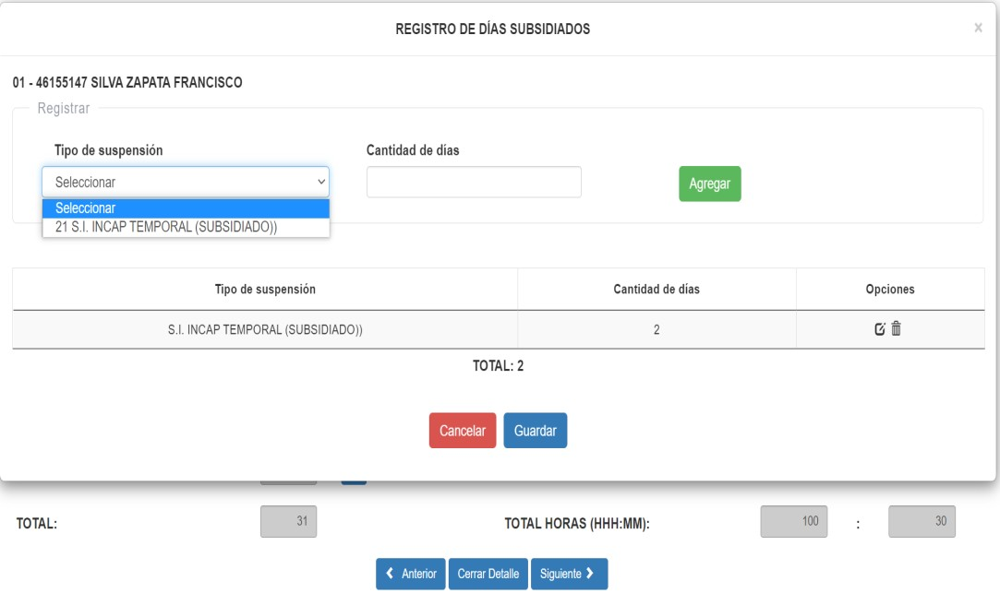 REGISTRO DE DÍAS SUBSIDIADOS ×
01 - 46155147 SILVA ZAPATA FRANCISCO
Registrar
Tipo de suspensión Cantidad de días
Seleccionar Agregar
Seleccionar
21 S.I. INCAP TEMPORAL (SUBSIDIADO))
Tipo de suspensión Cantidad de días Opciones
S.I. INCAP TEMPORAL (SUBSIDIADO)) 2
TOTAL: 2
Cancelar Guardar
TOTAL: 31 TOTAL HORAS (HHH:MM): 100 : 30
Anterior Cerrar Detalle Siguiente